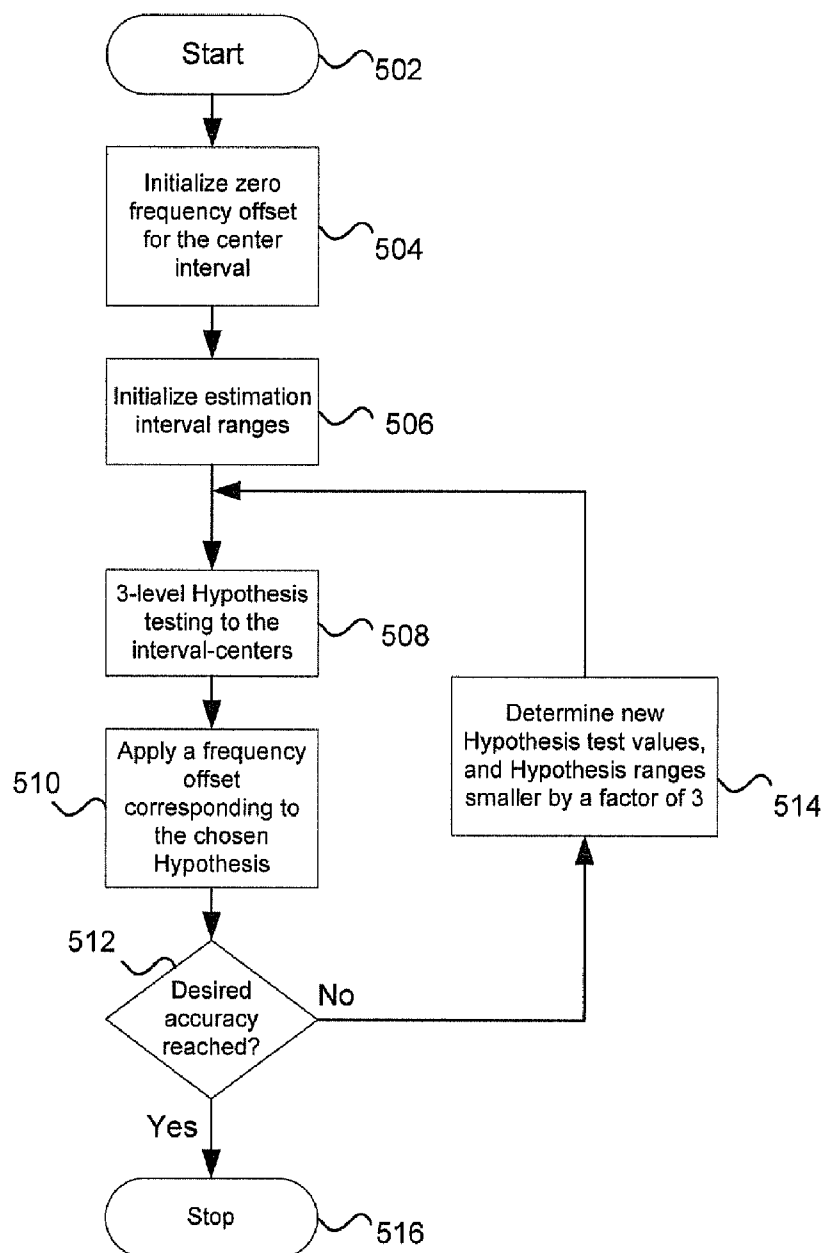 Start
502
Initialize zero
frequency offset
for the center
interval
504
Initialize estimation
interval ranges
506
3-level Hypothesis
testing to the
interval-centers
508
Apply a frequency
offset
corresponding to
the chosen
Hypothesis
510
Determine new
Hypothesis test values,
and Hypothesis ranges
smaller by a factor of 3
514
512
Desired
accuracy
reached?
No
Yes
Stop
516